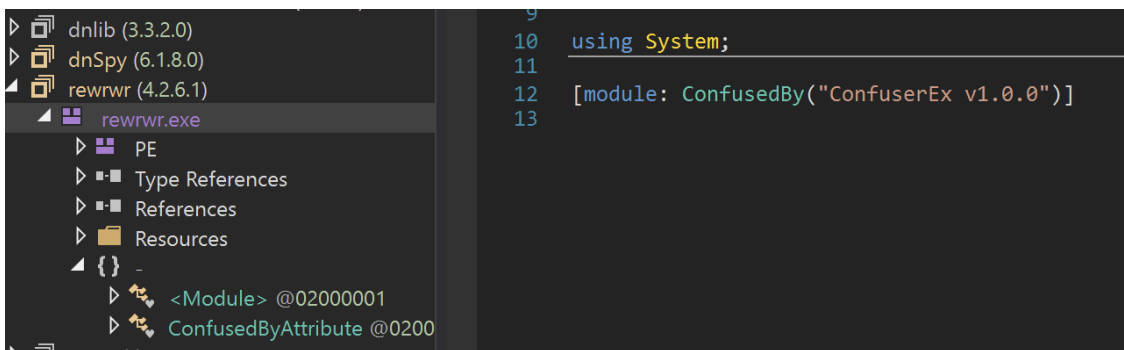 dnlib (3.3.2.0)
dnSpy (6.1.8.0)
rewrwr (4.2.6.1)
rewrwr.exe
PE
Type References
References
Resources
{ } -
<Module> @02000001
ConfusedByAttribute @0200
9
10 using System;
11
12 [module: ConfusedBy("ConfuserEx v1.0.0")]
13